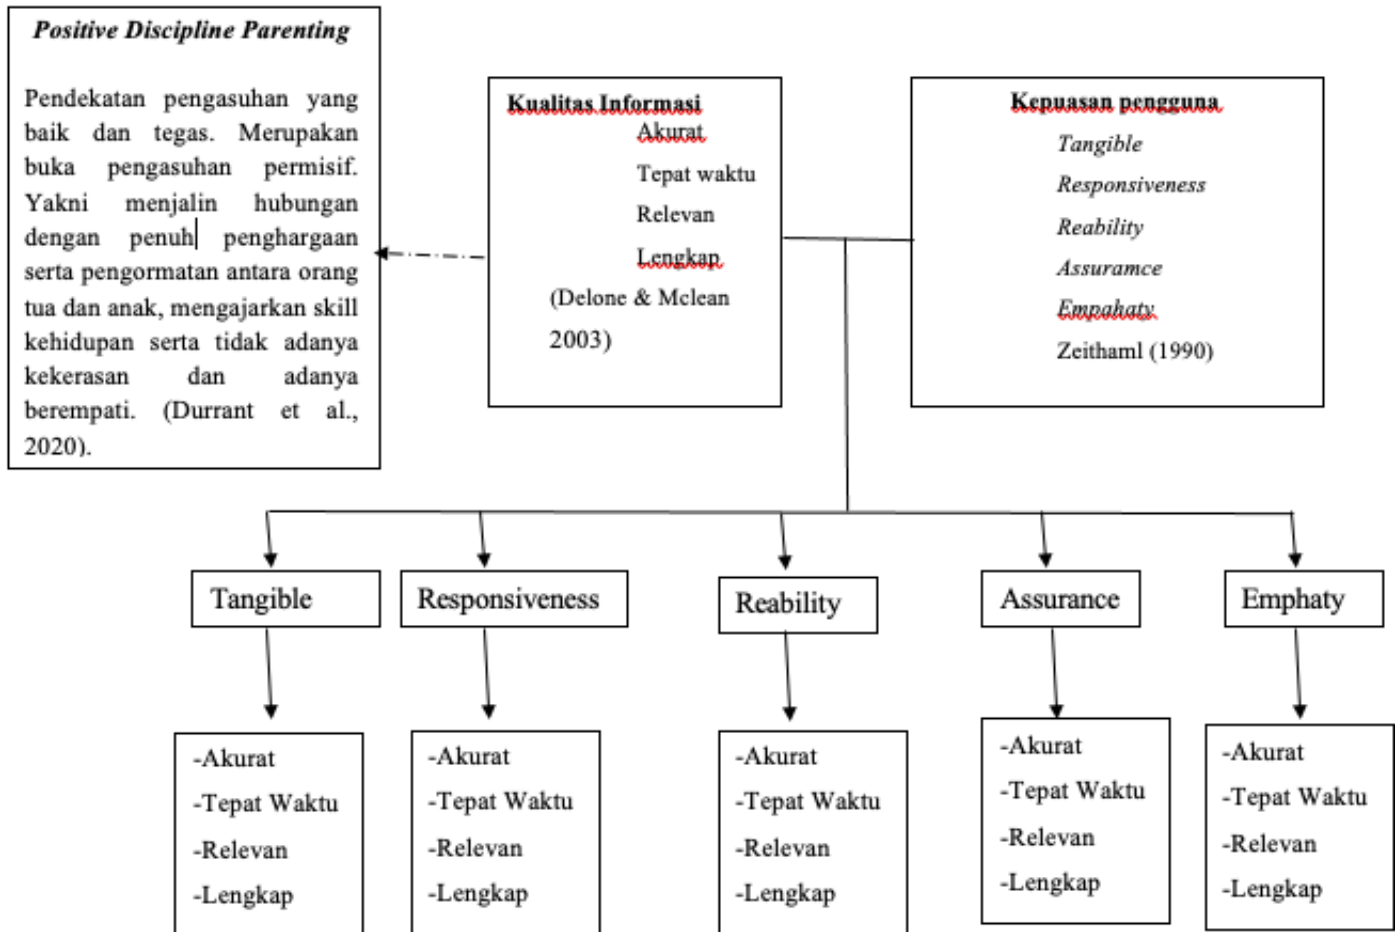 Positive Discipline Parenting
Pendekatan pengasuhan yang
baik dan tegas. Merupakan
buka pengasuhan permisif.
Yakni menjalin hubungan
dengan penuh penghargaan
serta pengormatan antara orang
tua dan anak, mengajarkan skill
kehidupan serta tidak adanya
kekerasan dan adanya
berempati. (Durrant et al.,
2020).
Kualitas Informasi
Akurat
Tepat waktu
Relevan
Lengkap
(Delone & Mclean
2003)
Kepuasan pengguna
Tangible
Responsiveness
Reability
Assuramce
Empahaty
Zeithaml (1990)
Tangible
Responsiveness
Reability
Assurance
Emphaty
-Akurat
-Tepat Waktu
-Relevan
-Lengkap
-Akurat
-Tepat Waktu
-Relevan
-Lengkap
-Akurat
-Tepat Waktu
-Relevan
-Lengkap
-Akurat
-Tepat Waktu
-Relevan
-Lengkap
-Akurat
-Tepat Waktu
-Relevan
-Lengkap